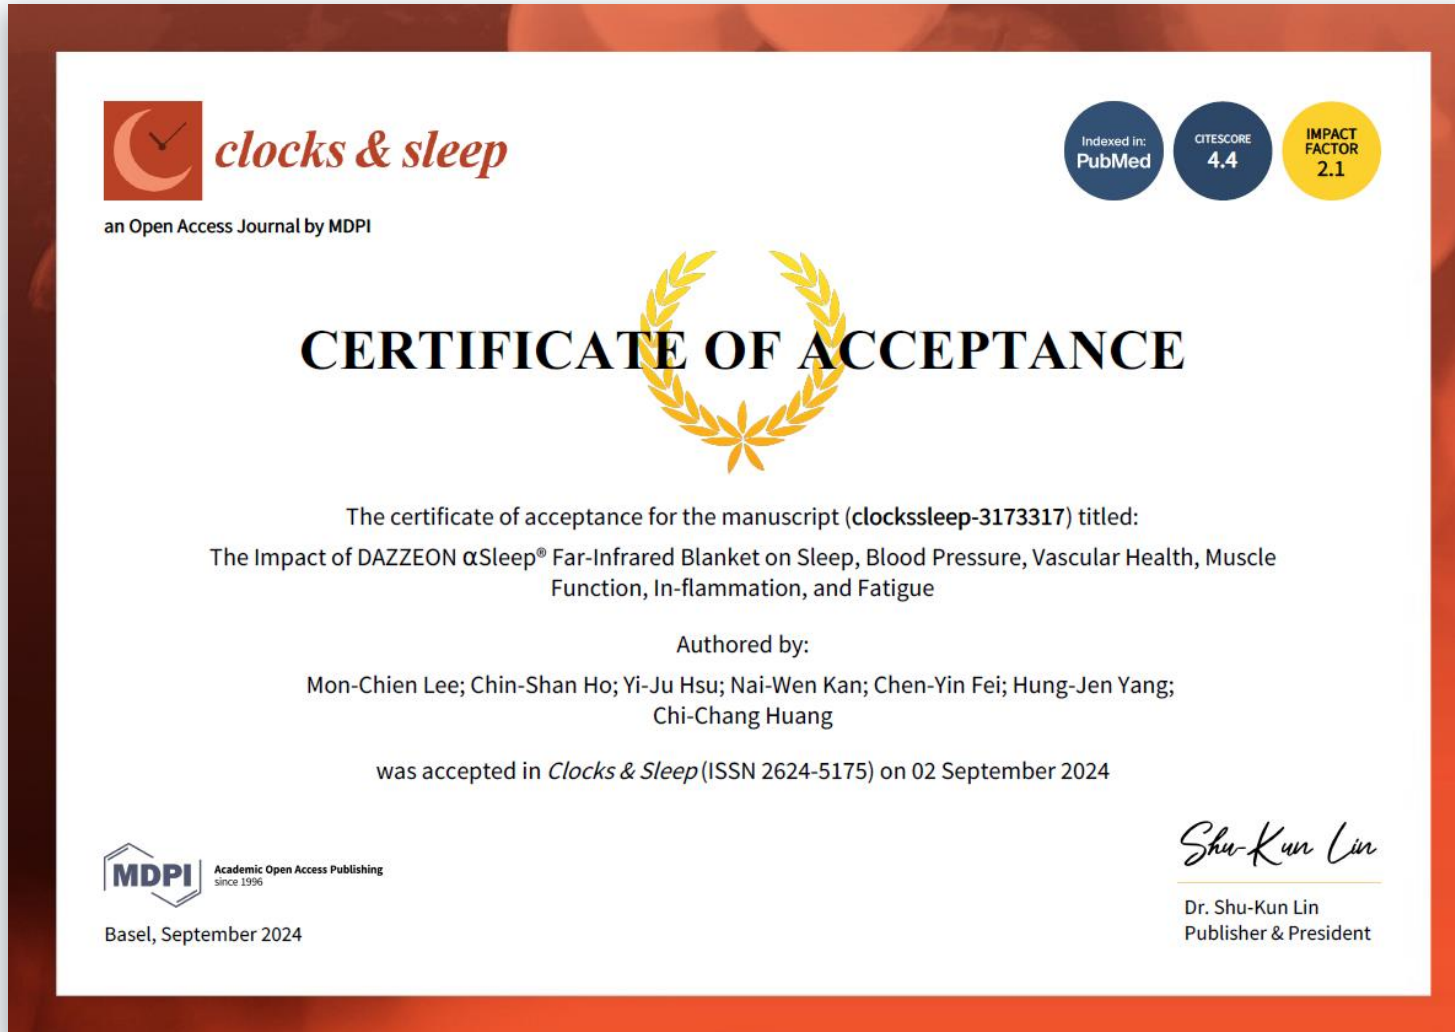 clocks & sleep
an Open Access Journal by MDPI
Indexed in:
PubMed
CITESCORE
4.4
IMPACT
FACTOR
2.1
CERTIFICATE OF ACCEPTANCE
The certificate of acceptance for the manuscript (clockssleep-3173317) titled:
The Impact of DAZZEON αSleep® Far-Infrared Blanket on Sleep, Blood Pressure, Vascular Health, Muscle
Function, In-flammation, and Fatigue
Authored by:
Mon-Chien Lee; Chin-Shan Ho; Yi-Ju Hsu; Nai-Wen Kan; Chen-Yin Fei; Hung-Jen Yang;
Chi-Chang Huang
was accepted in Clocks & Sleep (ISSN 2624-5175) on 02 September 2024
MDPI
Academic Open Access Publishing
since 1996
Basel, September 2024
Shu-Kun Lin
Dr. Shu-Kun Lin
Publisher & President